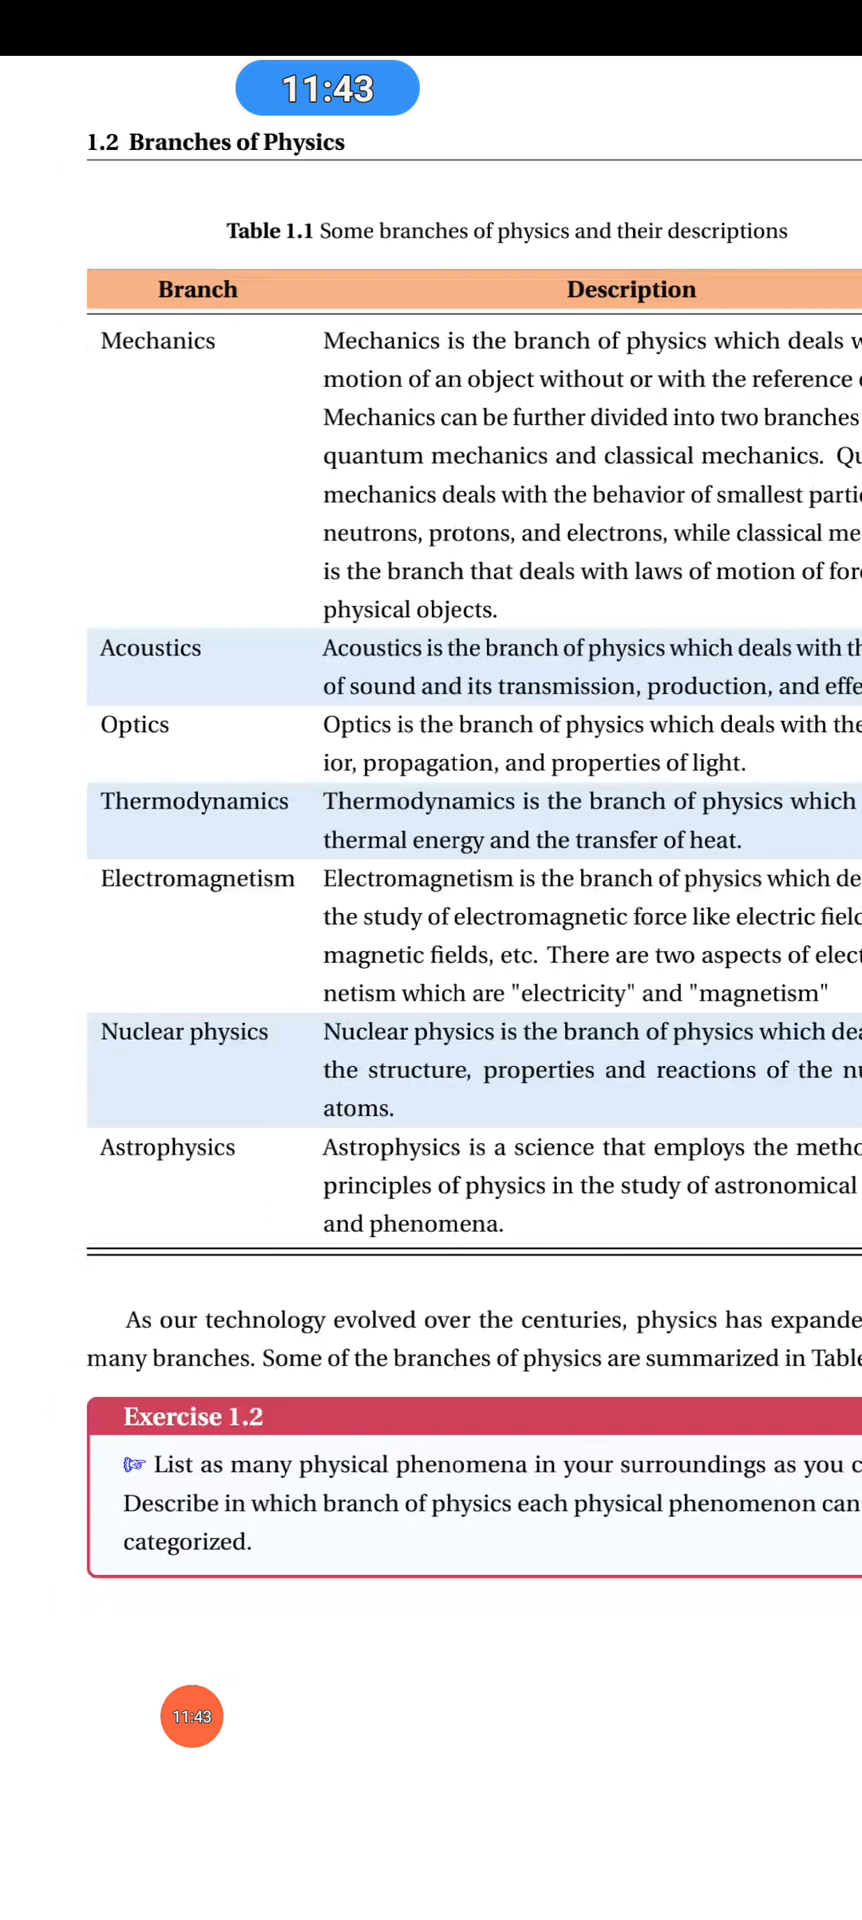 11:43
1.2 Branches of Physics
Table 1.1 Some branches of physics and their descriptions
Branch Description
Mechanics Mechanics is the branch of physics which deals
motion of an object without or with the reference
Mechanics can be further divided into two branches
quantum mechanics and classical mechanics.
mechanics deals with the behavior of smallest
neutrons, protons, and electrons, while classical
is the branch that deals with laws of motion of
physical objects.
Acoustics Acoustics is the branch of physics which deals with
of sound and its transmission, production, and
Optics Optics is the branch of physics which deals with the
ior, propagation, and properties of light.
Thermodynamics Thermodynamics is the branch of physics which
thermal energy and the transfer of heat.
Electromagnetism Electromagnetism is the branch of physics which
the study of electromagnetic force like electric
magnetic fields, etc. There are two aspects of
netism which are "electricity" and "magnetism"
Nuclear physics Nuclear physics is the branch of physics which
the structure, properties and reactions of the
atoms.
Astrophysics Astrophysics is a science that employs the
principles of physics in the study of astronomical
and phenomena.
As our technology evolved over the centuries, physics has
many branches. Some of the branches of physics are summarized in
Exercise 1.2
☞ List as many physical phenomena in your surroundings as you
Describe in which branch of physics each physical phenomenon can
categorized.
11:43